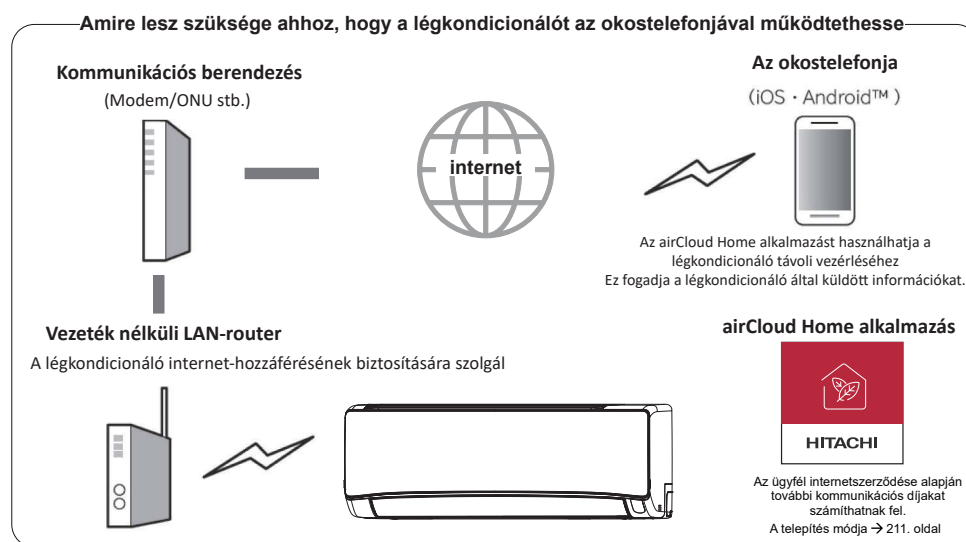 Amire lesz szüksége ahhoz, hogy a légkondicionálót az okostelefonjával működtethesse
Kommunikációs berendezés
(Modem/ONU stb.)
internet
Az okostelefonja
(iOS・Android™)
Az airCloud Home alkalmazást használhatja a
légkondicionáló távoli vezérléséhez
Ez fogadja a légkondicionáló által küldött információkat.
Vezeték nélküli LAN-router
A légkondicionáló internet-hozzáférésének biztosítására szolgál
airCloud Home alkalmazás
HITACHI
Az ügyfél internetszerződése alapján
további kommunikációs díjakat
számíthatnak fel.
A telepítés módja → 211. oldal